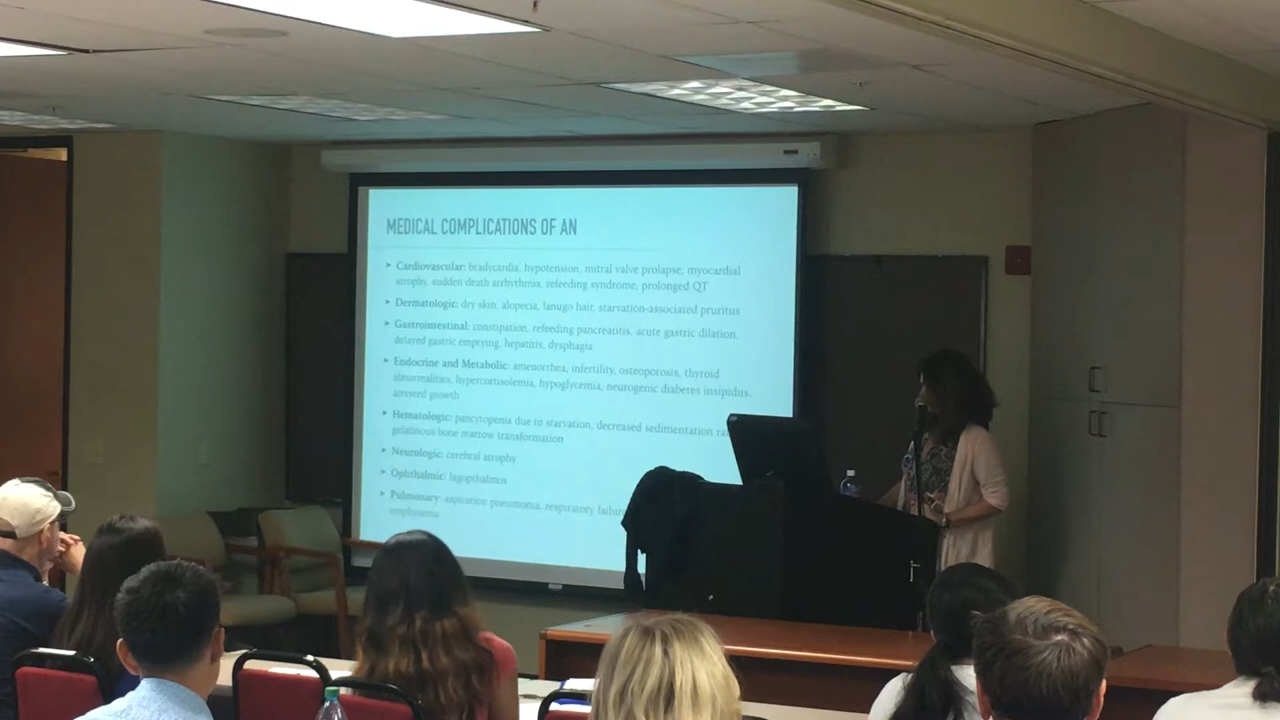 MEDICAL COMPLICATIONS OF AN
➤ Cardiovascular: bradycardia, hypotension, mitral valve prolapse, myocardial
atrophy, sudden death arrhythmia, refeeding syndrome, prolonged QT
➤ Dermatologic: dry skin, alopecia, lanugo hair, starvation-associated pruritus
➤ Gastrointestinal: constipation, refeeding pancreatitis, acute gastric dilation,
delayed gastric emptying, hepatitis, dysphagia
➤ Endocrine and Metabolic: amenorrhea, infertility, osteoporosis, thyroid
abnormalities, hypercortisolemia, hypoglycemia, neurogenic diabetes insipidus,
arrested growth
➤ Hematologic: pancytopenia due to starvation, decreased sedimentation
gelatinous bone marrow transformation
➤ Neurologic: cerebral atrophy
➤ Ophthalmic: lagopthalmos
➤ Pulmonary: aspiration pneumonia, respiratory failure
emphysema